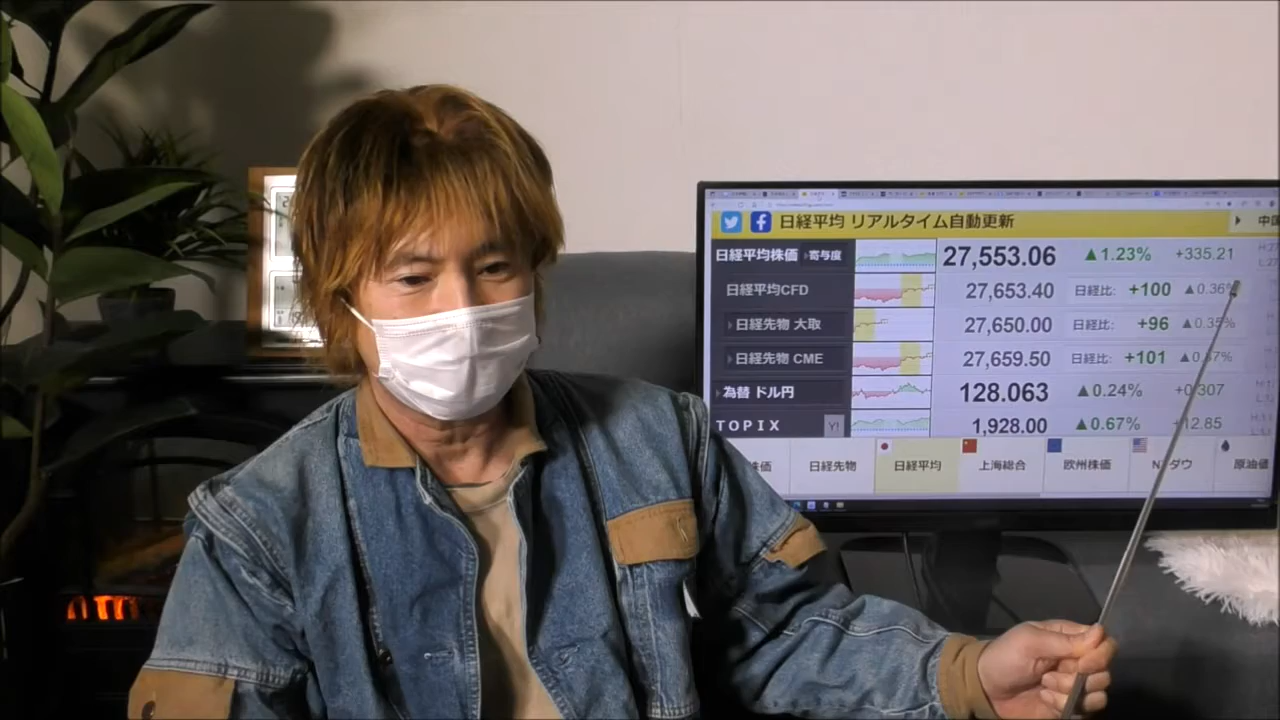 日経平均 リアルタイム自動更新
日経平均株価 寄与度 27,553.06 ▲1.23% +335.21
日経平均CFD 27,653.40 日経比: +100 ▲0.36%
日経先物 大取 27,650.00 日経比: +96 ▲0.35%
日経先物 CME 27,659.50 日経比: +101
為替 ドル円 128.063 ▲0.24%
TOPIX Y! 1,928.00 ▲0.67%
日経先物 日経平均 上海総合 欧州株価 原油価